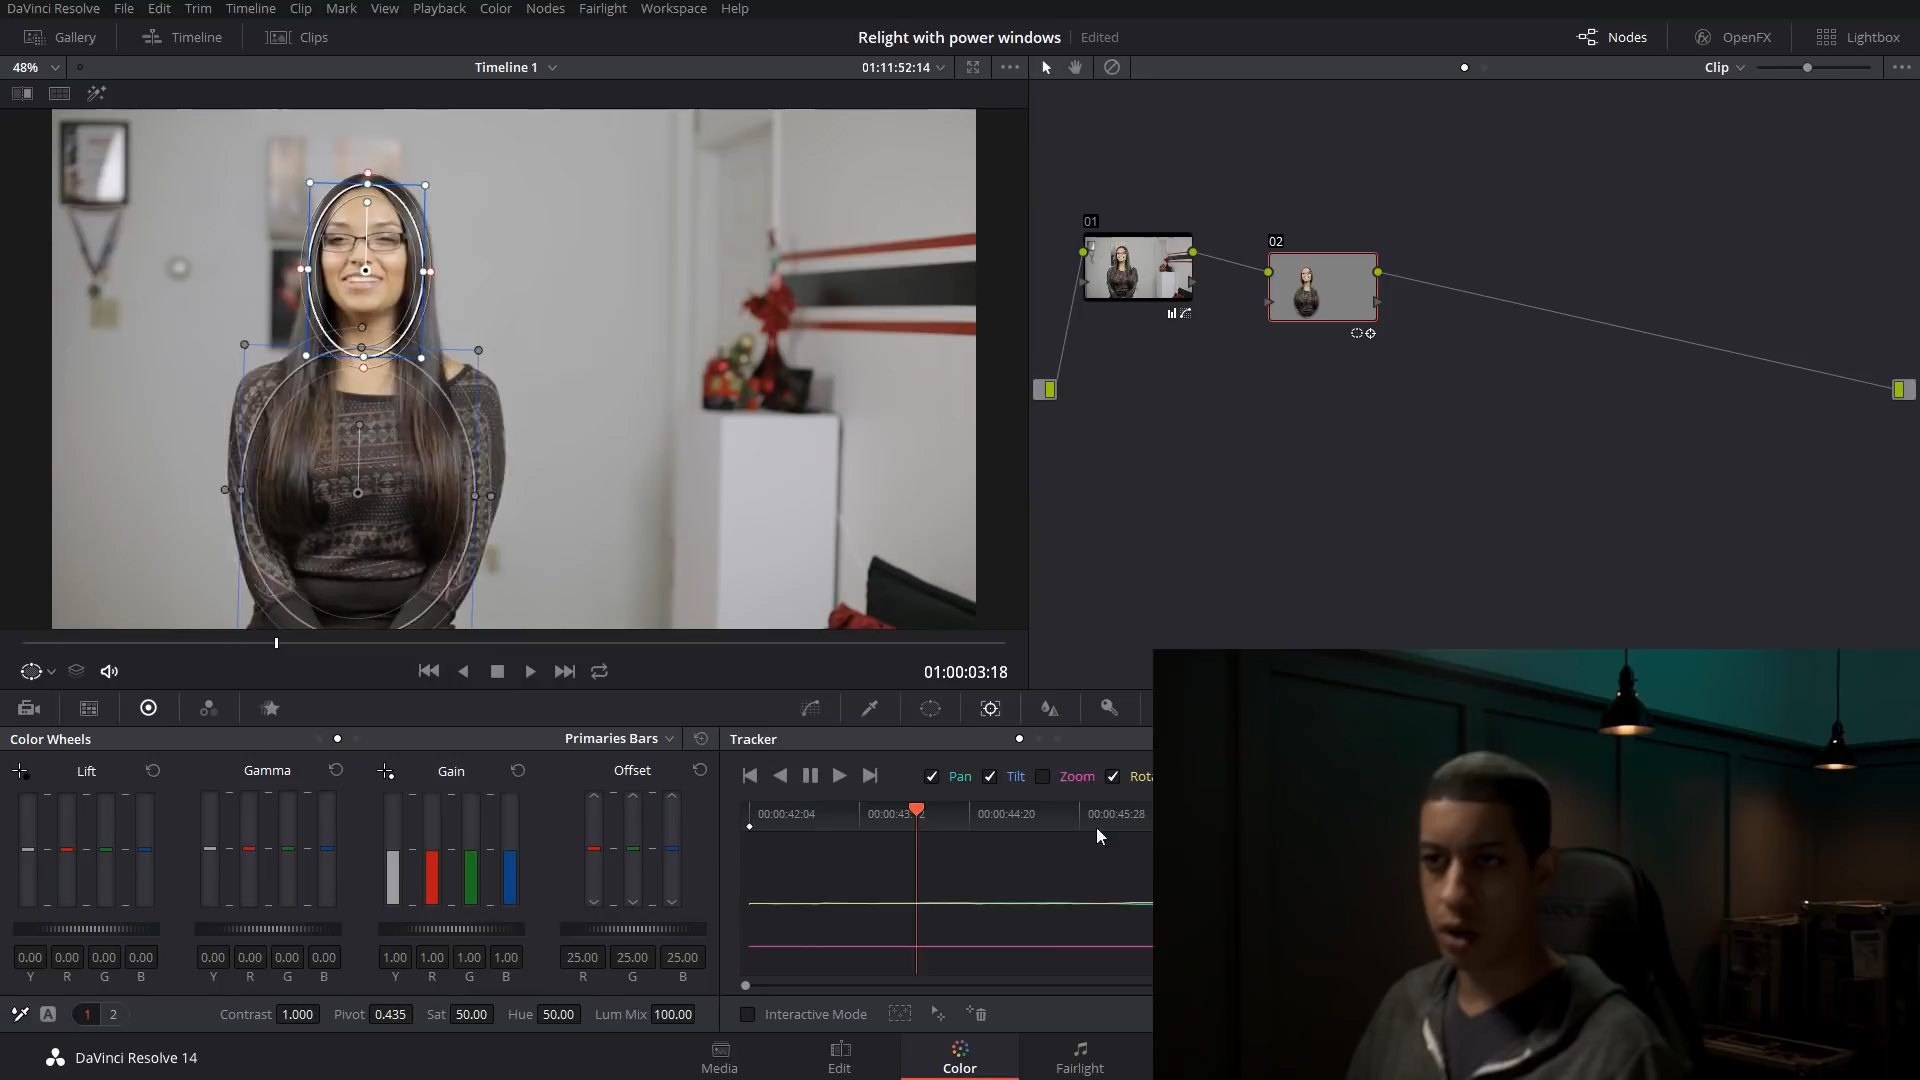 DaVinci Resolve File Edit Trim Timeline Clip Mark View Playback Color Nodes Fairlight Workspace Help
Gallery Timeline Clips Relight with power windows Edited Nodes OpenFX Lightbox
48% Timeline 1 01:11:52:14 Clip
01
02
01:00:03:18
Color Wheels Primaries Bars Tracker
Lift Gamma Gain Offset
Pan Tilt Zoom Rota
00:00:42:04 00:00:44:20 00:00:45:28
0.00 0.00 0.00 0.00 0.00 0.00 0.00 0.00 1.00 1.00 1.00 1.00 25.00 25.00 25.00
Y R G B Y R G B Y R G B R G B
A 1 2 Contrast 1.000 Pivot 0.435 Sat 50.00 Hue 50.00 Lum Mix 100.00 Interactive Mode
DaVinci Resolve 14 Media Edit Color Fairlight